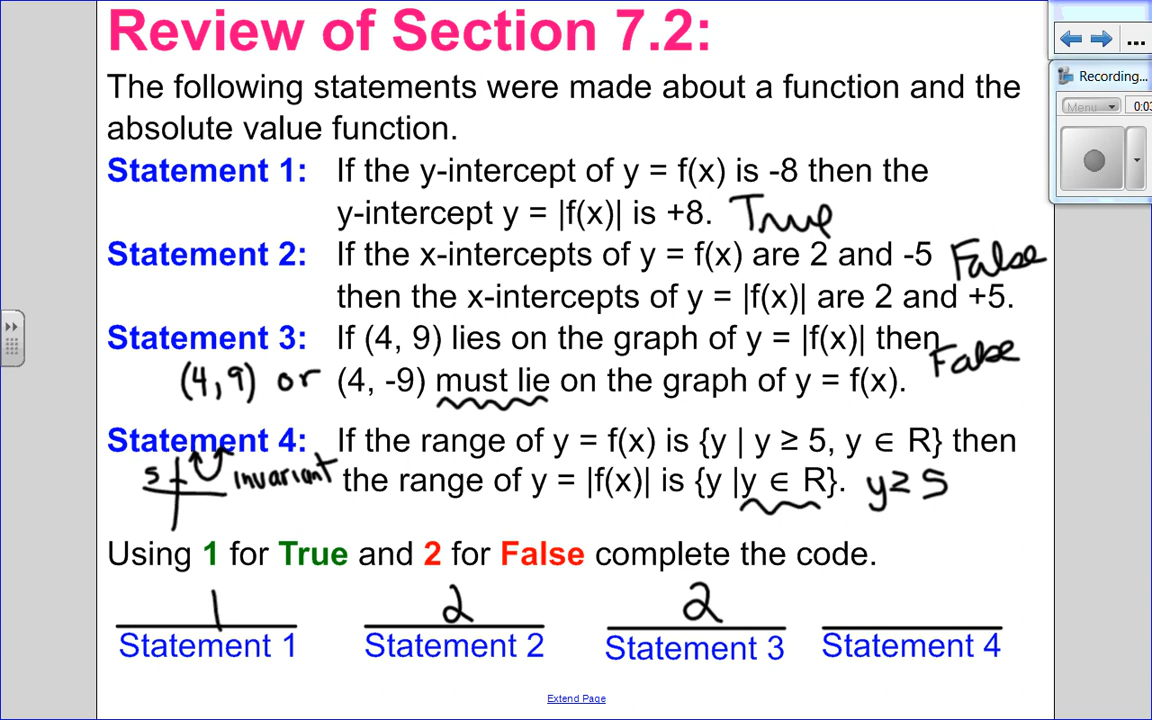 Review of Section 7.2:
The following statements were made about a function and the
absolute value function.
Statement 1: If the y-intercept of y = f(x) is -8 then the
y-intercept y = |f(x)| is +8. True
Statement 2: If the x-intercepts of y = f(x) are 2 and -5 False
then the x-intercepts of y = |f(x)| are 2 and +5.
Statement 3: If (4, 9) lies on the graph of y = |f(x)| then
False
(4, 9) or (4, -9) must lie on the graph of y = f(x).
Statement 4: If the range of y = f(x) is {y | y ≥ 5, y ∈ R} then
5 invariant the range of y = |f(x)| is {y |y ∈ R}. y ≥ 5
Using 1 for True and 2 for False complete the code.
1 2 2
Statement 1 Statement 2 Statement 3 Statement 4
Extend Page
...
Recording...
Menu 0:03